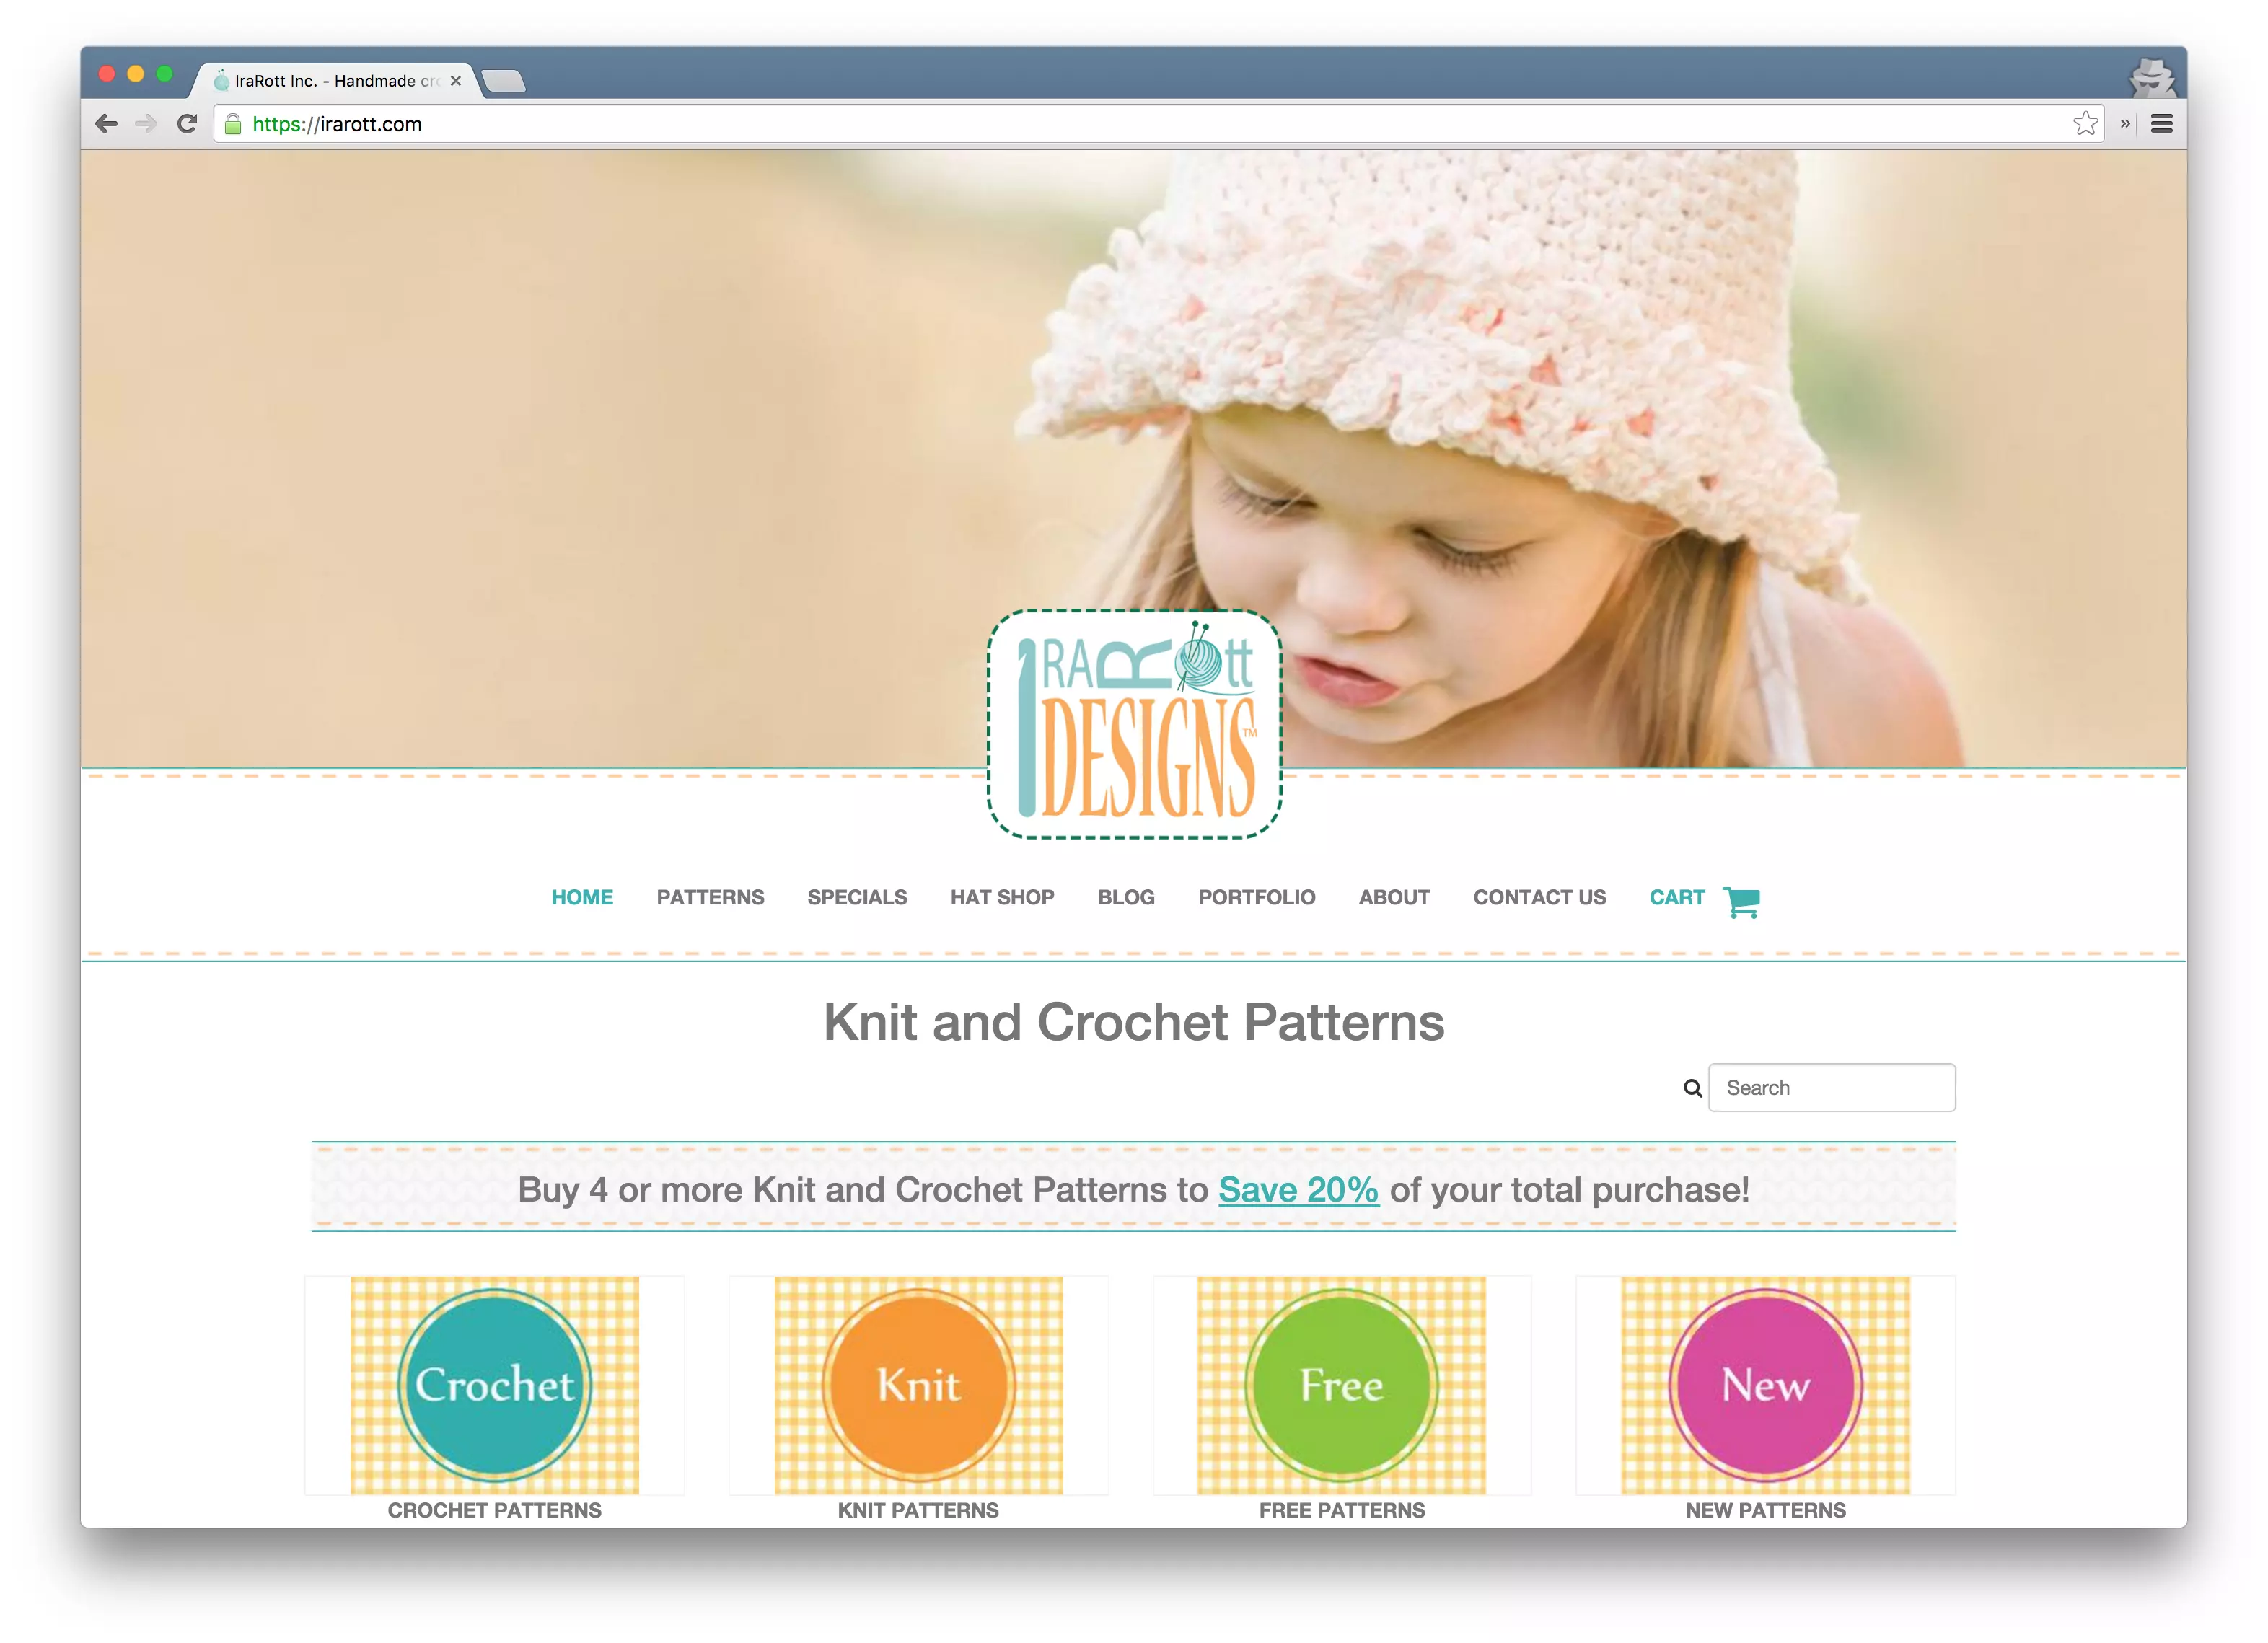 IraRott Inc. - Handmade cro
https://irarott.com
IRARott
DESIGNS™
HOME PATTERNS SPECIALS HAT SHOP BLOG PORTFOLIO ABOUT CONTACT US CART
Knit and Crochet Patterns
Search
Buy 4 or more Knit and Crochet Patterns to Save 20% of your total purchase!
Crochet Knit Free New
CROCHET PATTERNS KNIT PATTERNS FREE PATTERNS NEW PATTERNS